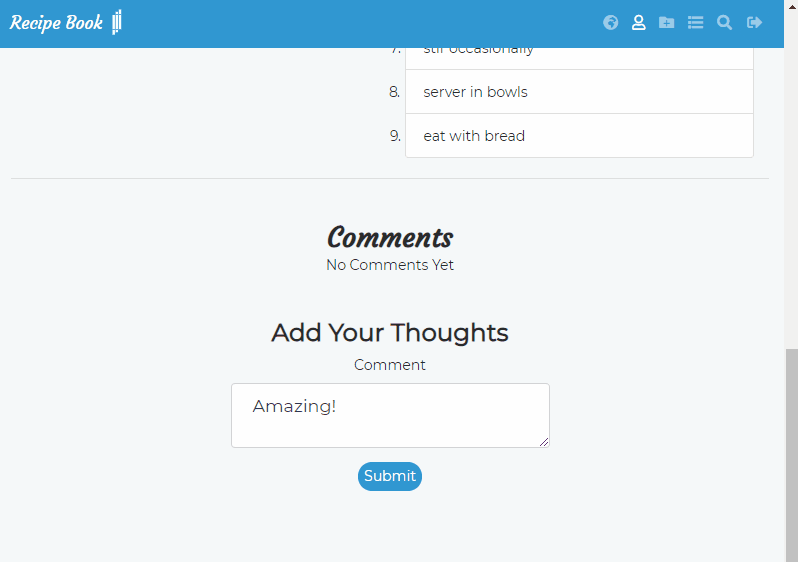 Recipe Book
7. stir occasionally
8. server in bowls
9. eat with bread
Comments
No Comments Yet
Add Your Thoughts
Comment
Amazing!
Submit